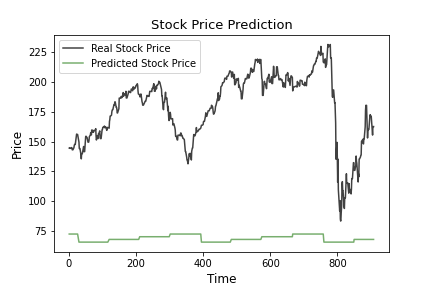 Stock Price Prediction
Real Stock Price
Predicted Stock Price
Price
225
200
175
150
125
100
75
0 200 400 600 800
Time